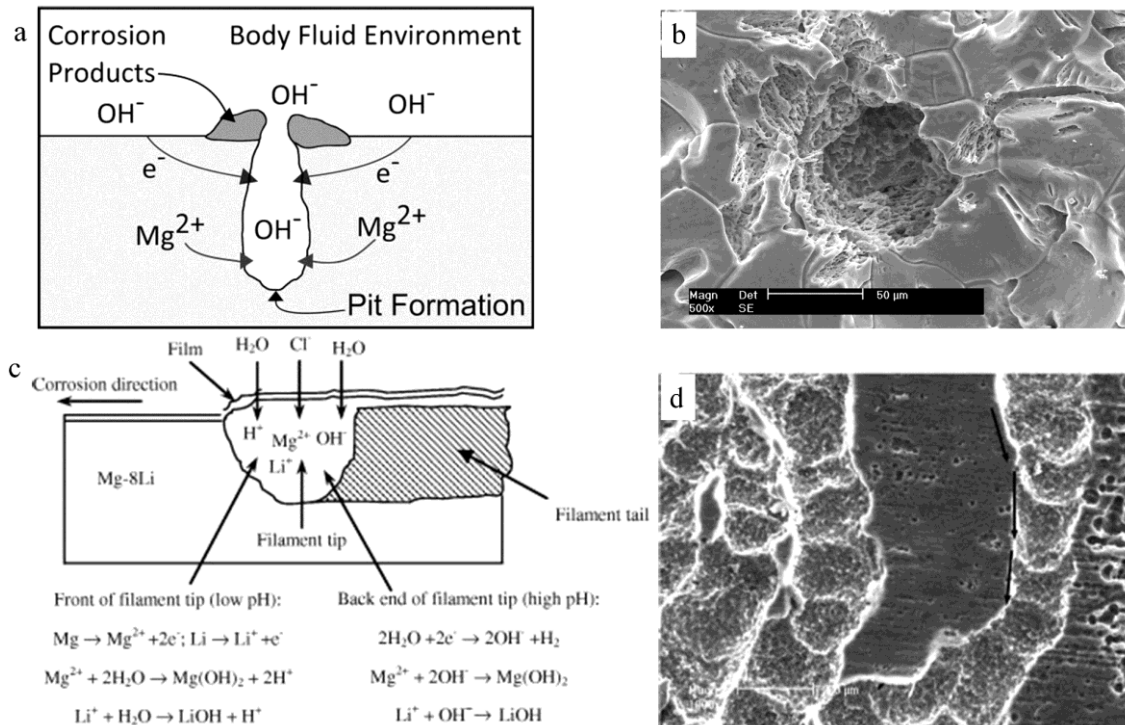 a
Corrosion
Products
Body Fluid Environment
OH⁻
OH⁻
OH⁻
e⁻
e⁻
OH⁻
Mg²⁺
Mg²⁺
Pit Formation
b
Magn Det 50 µm
500x SE
c
Film
H₂O Cl⁻ H₂O
Corrosion direction
H⁺
Mg²⁺ OH⁻
Li⁺
Mg-8Li
Filament tip
Filament tail
Front of filament tip (low pH):
Mg → Mg²⁺ +2e⁻; Li → Li⁺ +e⁻
Mg²⁺ + 2H₂O → Mg(OH)₂ + 2H⁺
Li⁺ + H₂O → LiOH + H⁺
Back end of filament tip (high pH):
2H₂O +2e⁻ → 2OH⁻ +H₂
Mg²⁺ + 2OH⁻ → Mg(OH)₂
Li⁺ + OH⁻ → LiOH
d